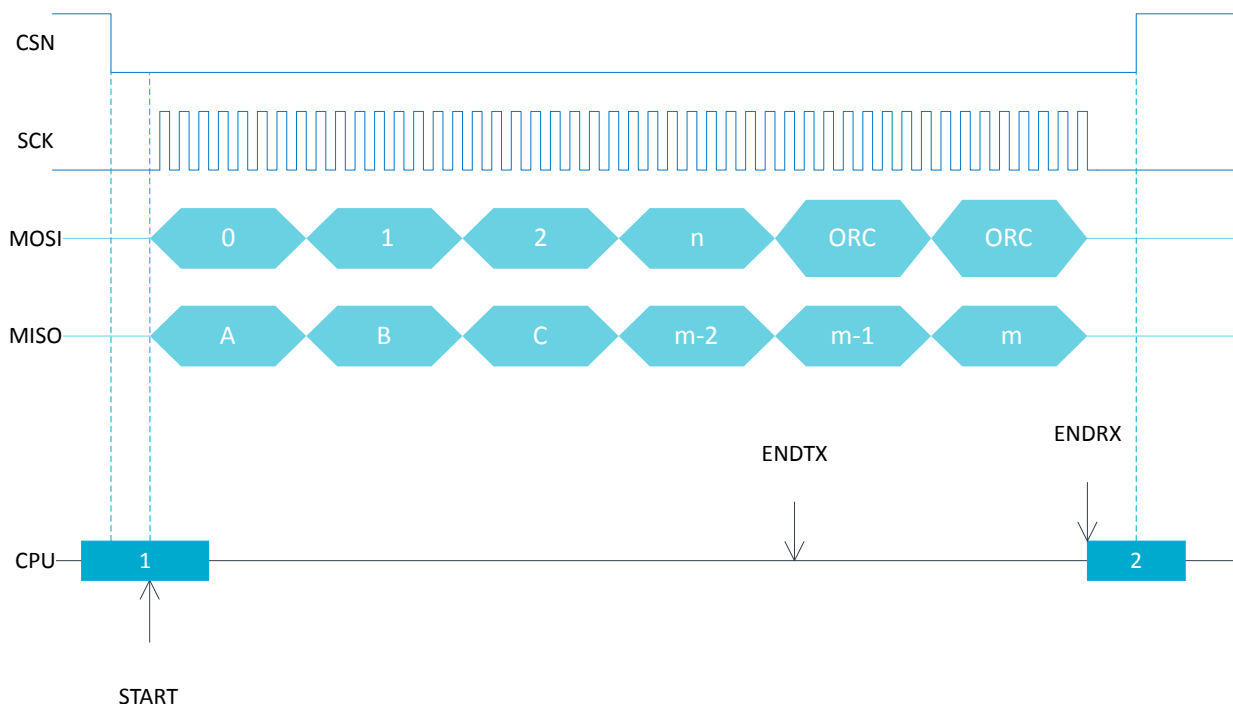 CSN
SCK
MOSI 0 1 2 n ORC ORC
MISO A B C m-2 m-1 m
ENDRX
ENDTX
CPU 1 2
START